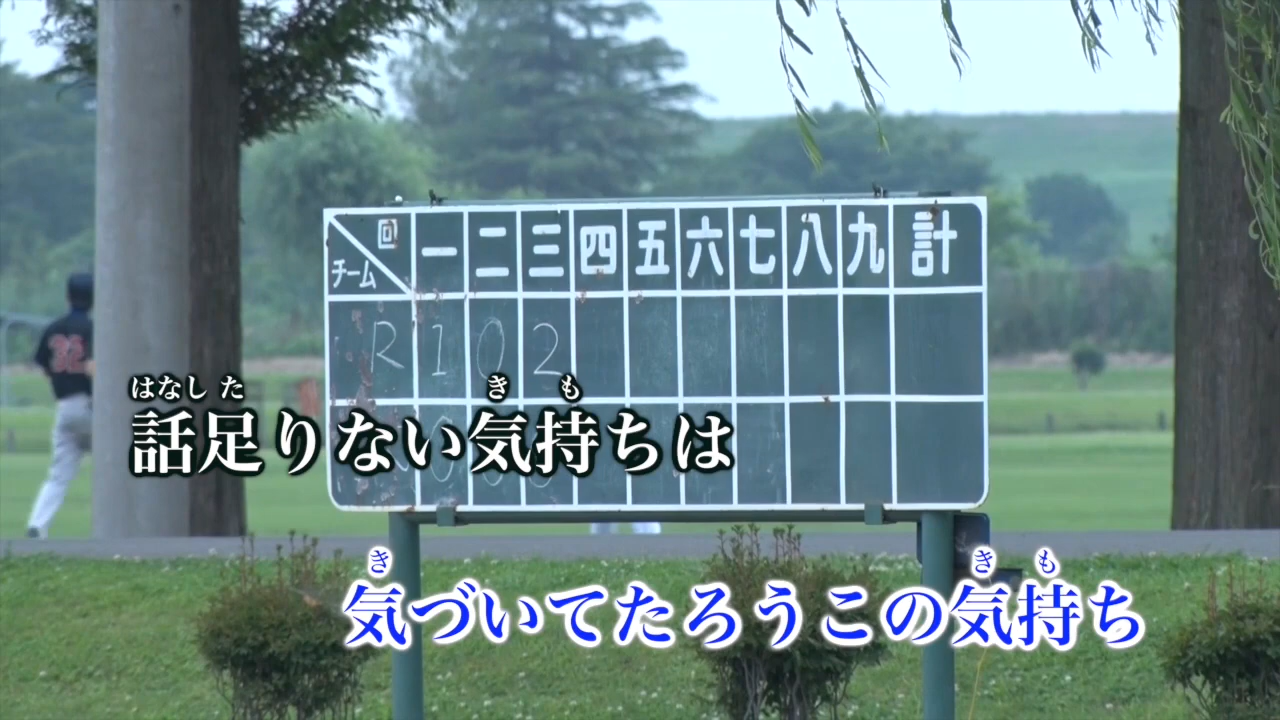 回 一 二 三 四 五 六 七 八 九 計
チーム
R 1 0 2
32
はなした きも
話足りない気持ちは
き きも
気づいてたろうこの気持ち